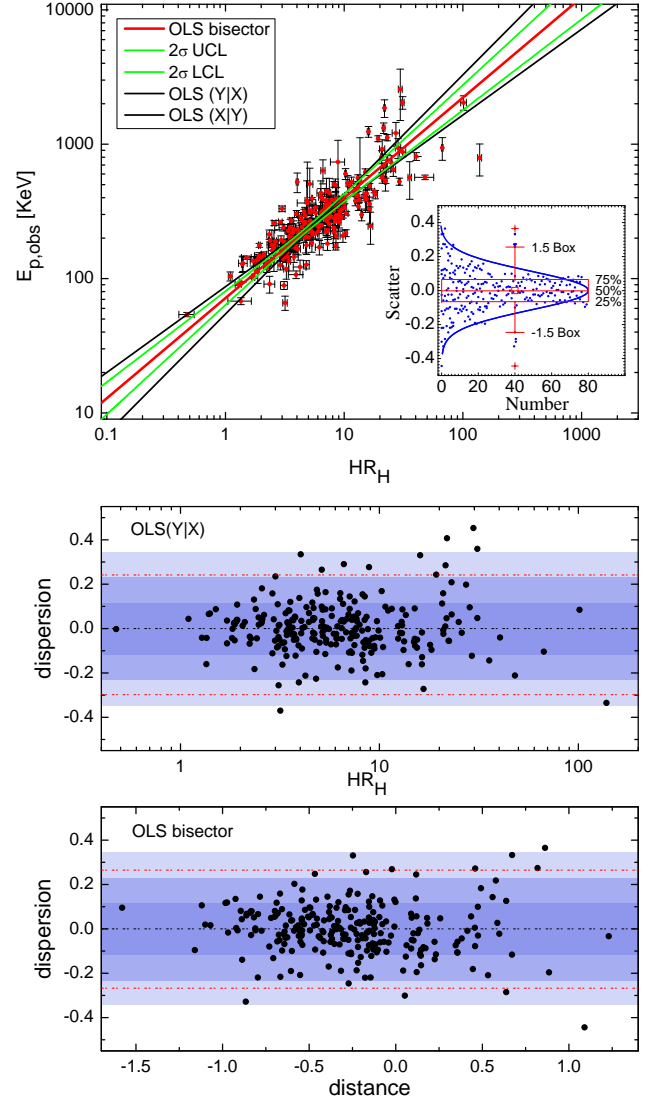 10000
1000
100
10
E_p,obs [KeV]
OLS bisector
2σ UCL
2σ LCL
OLS (Y|X)
OLS (X|Y)
0.4
0.2
0.0
-0.2
-0.4
Scatter
1.5 Box
75%
50%
25%
-1.5 Box
0 20 40 60 80
Number
0.1 1 10 100 1000
HR_H
OLS(Y|X)
0.4
0.2
0.0
-0.2
-0.4
dispersion
1 10 100
HR_H
OLS bisector
0.4
0.2
0.0
-0.2
-0.4
dispersion
-1.5 -1.0 -0.5 0.0 0.5 1.0
distance